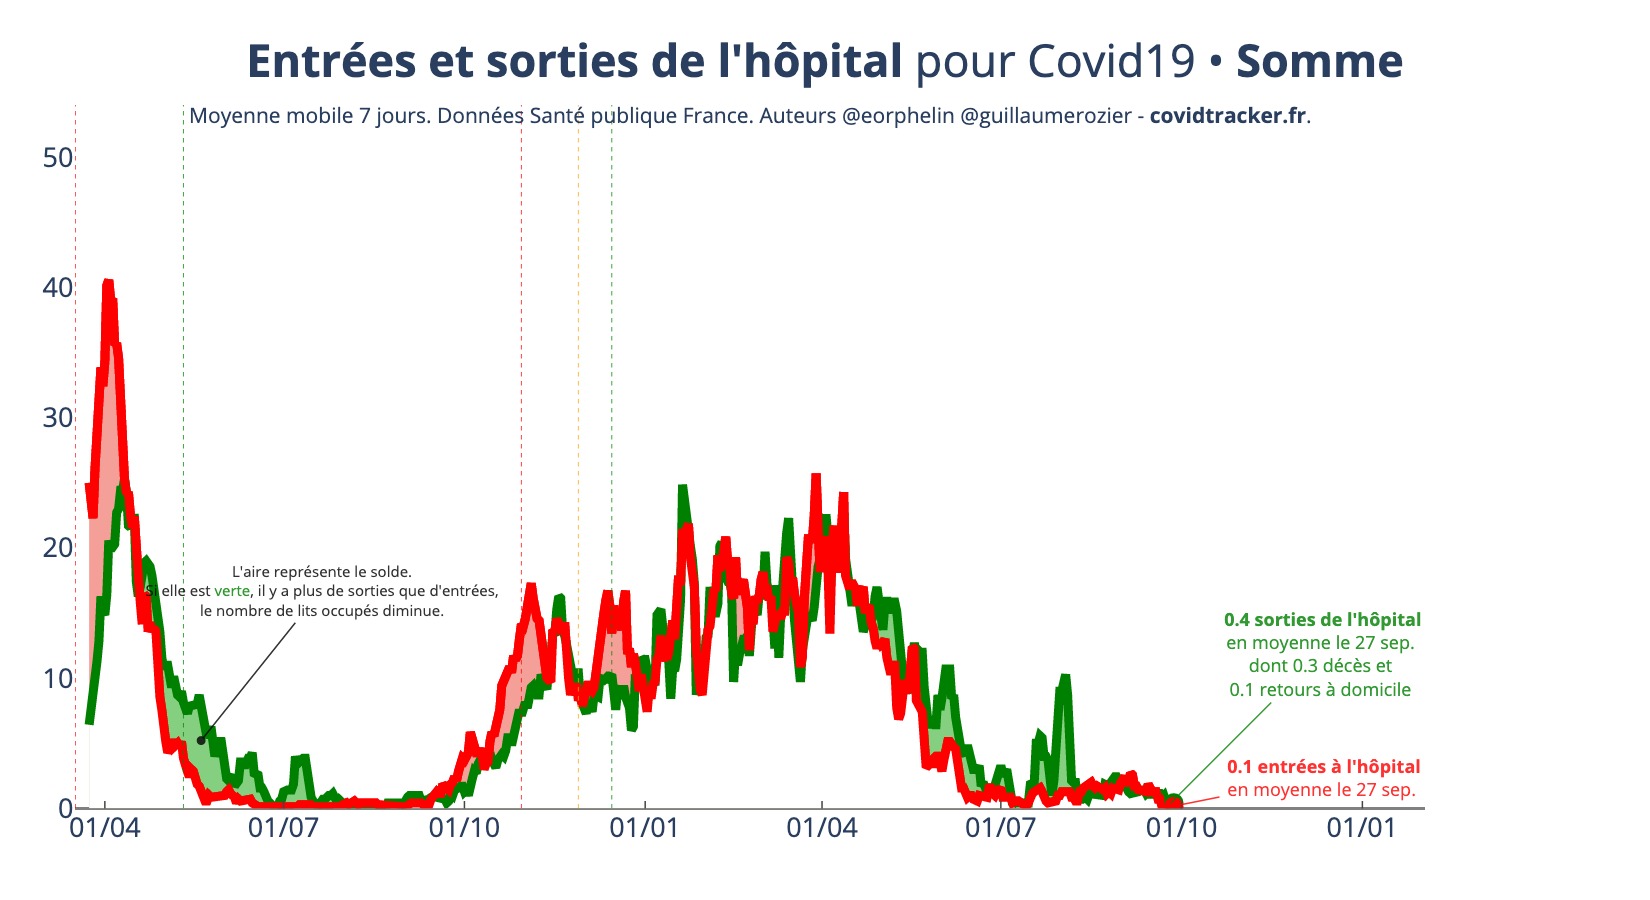 Entrées et sorties de l'hôpital pour Covid19 • Somme
Moyenne mobile 7 jours. Données Santé publique France. Auteurs @eorphelin @guillaumerozier - covidtracker.fr.
50
40
30
20
10
0
L'aire représente le solde.
Si elle est verte, il y a plus de sorties que d'entrées,
le nombre de lits occupés diminue.
0.4 sorties de l'hôpital
en moyenne le 27 sep.
dont 0.3 décès et
0.1 retours à domicile
0.1 entrées à l'hôpital
en moyenne le 27 sep.
01/04 01/07 01/10 01/01 01/04 01/07 01/10 01/01